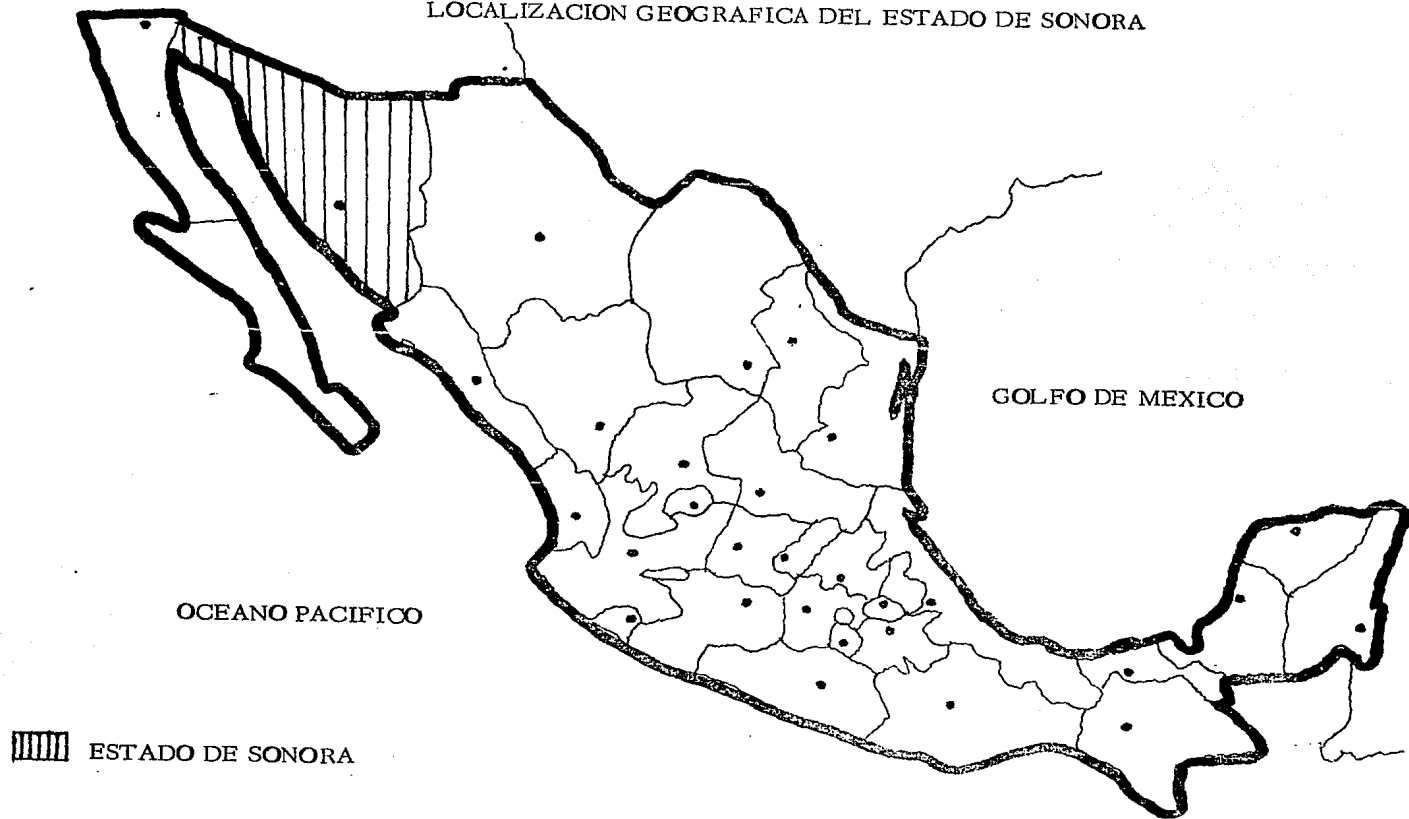 LOCALIZACION GEOGRAFICA DEL ESTADO DE SONORA
GOLFO DE MEXICO
OCEANO PACIFICO
ESTADO DE SONORA